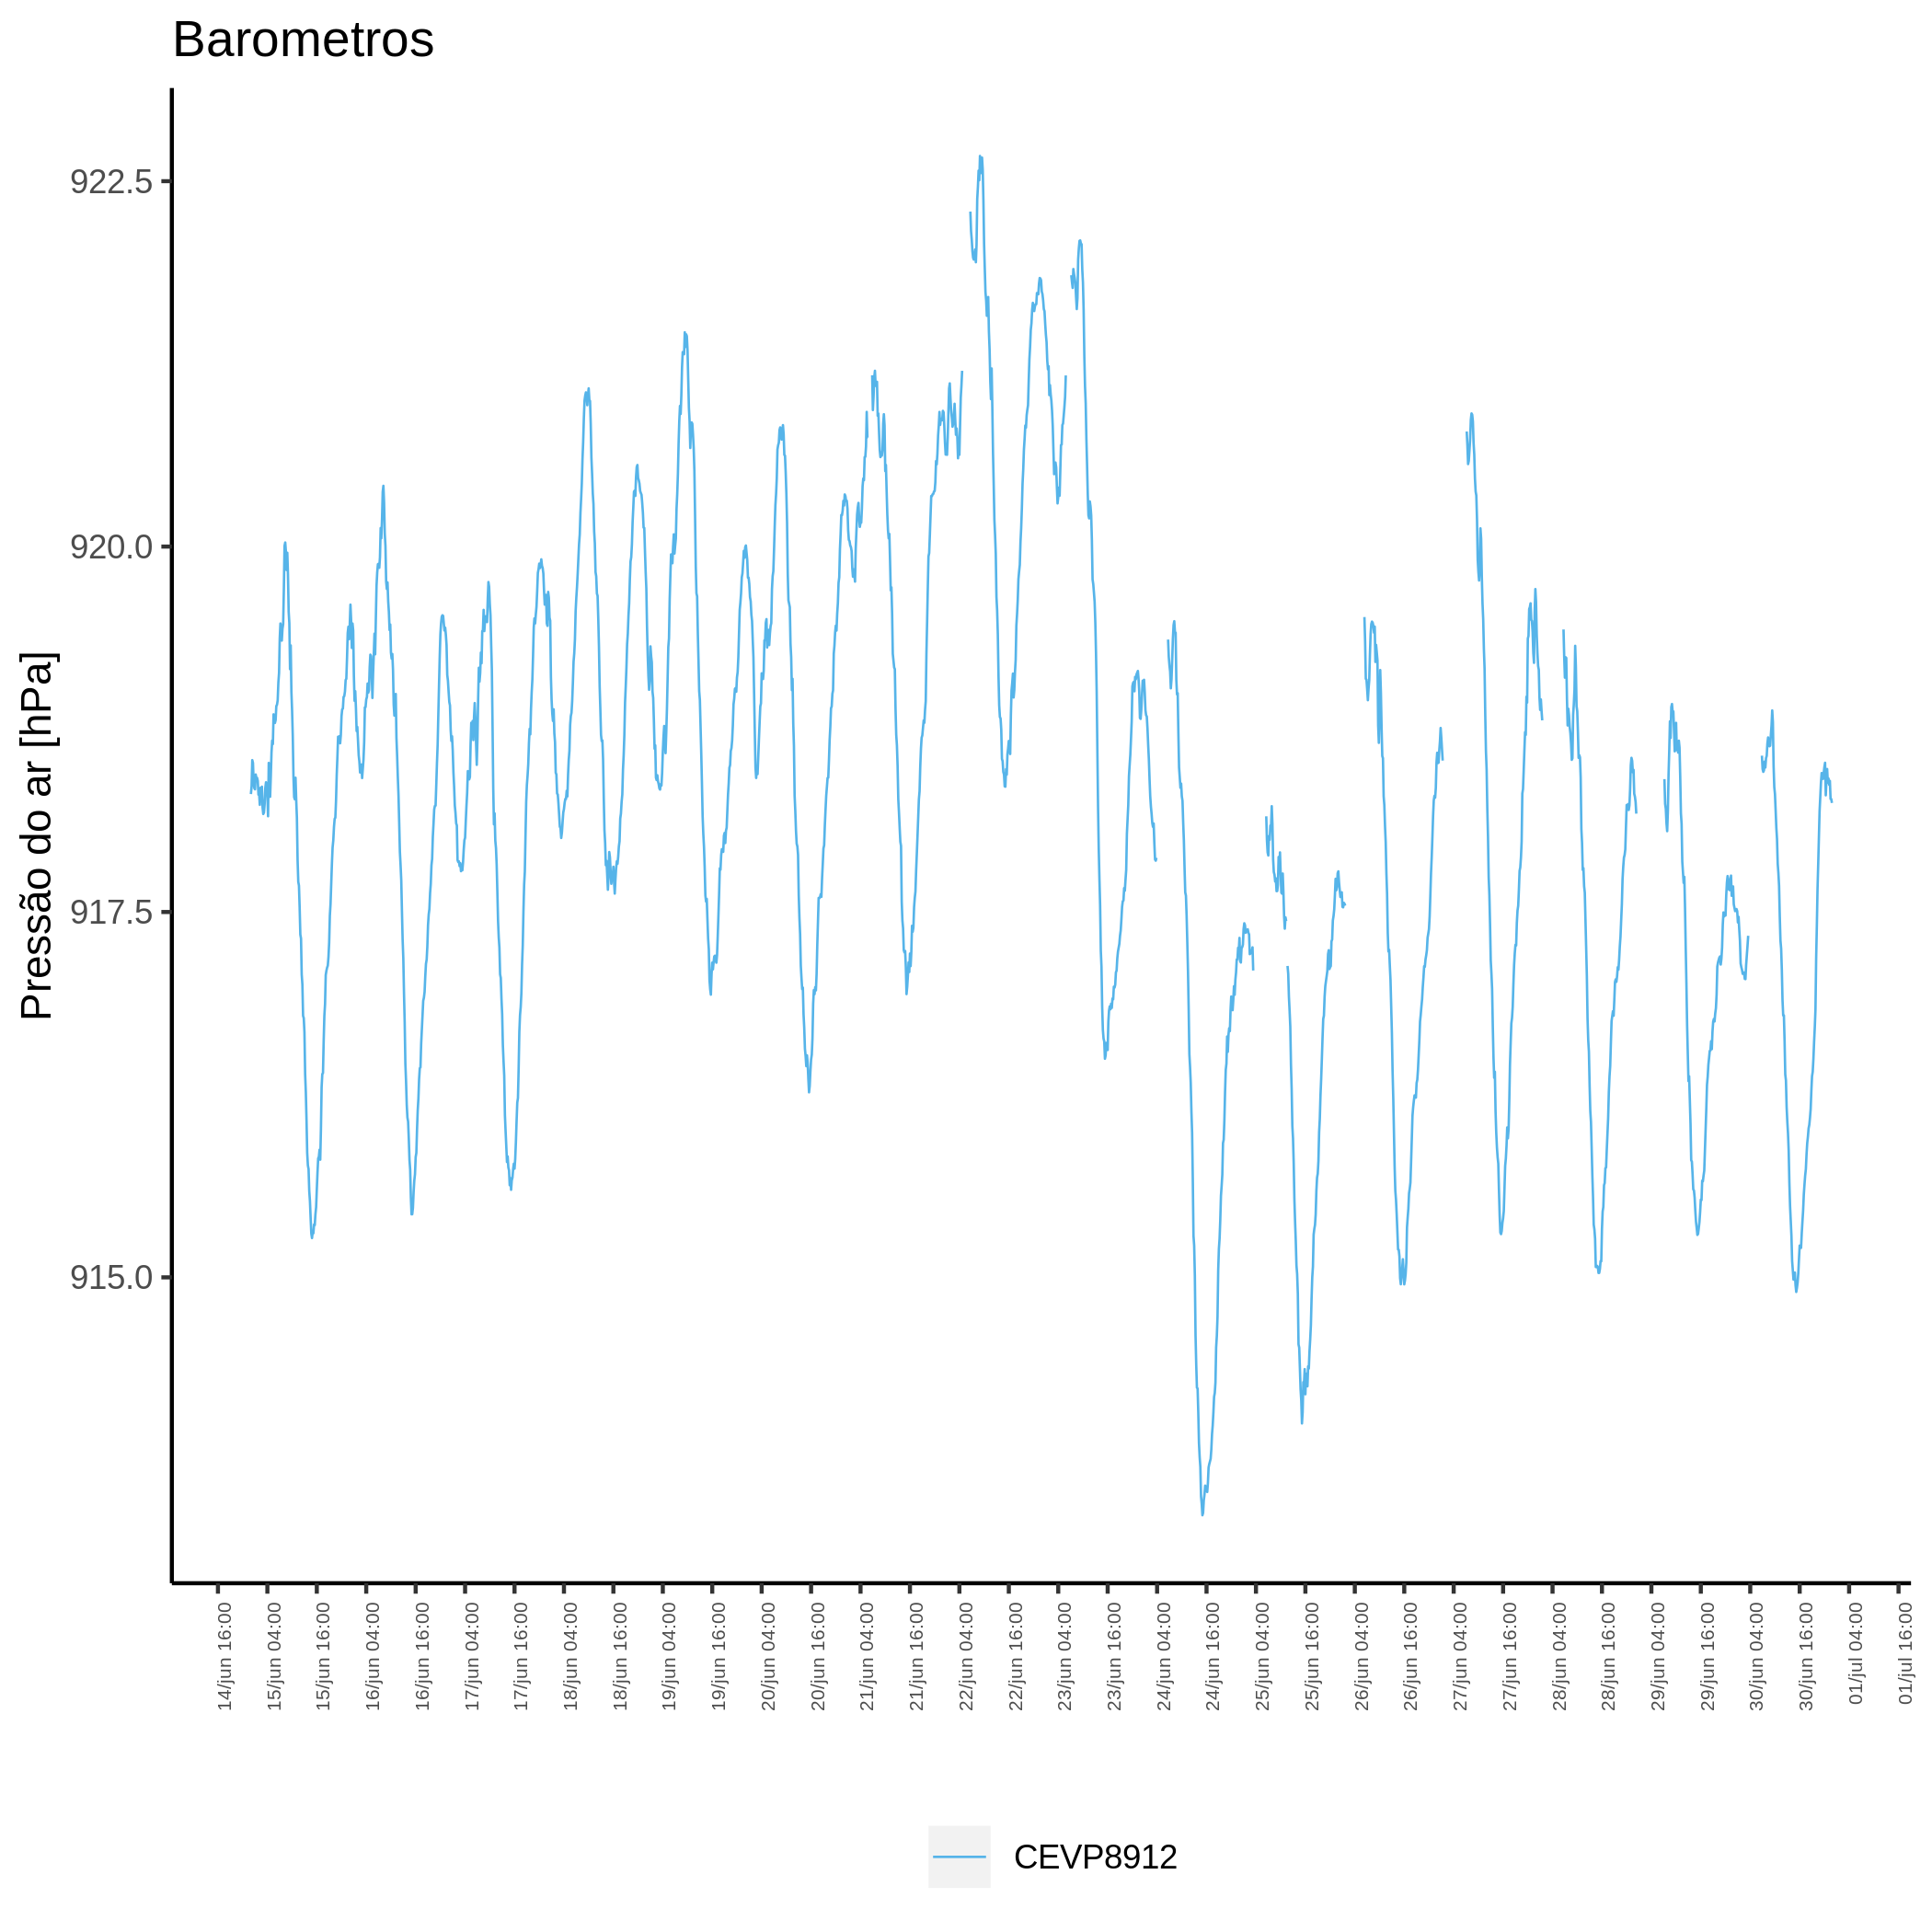 Barometros
Pressão do ar [hPa]
922.5
920.0
917.5
915.0
14/jun 16:00
15/jun 04:00
15/jun 16:00
16/jun 04:00
16/jun 16:00
17/jun 04:00
17/jun 16:00
18/jun 04:00
18/jun 16:00
19/jun 04:00
19/jun 16:00
20/jun 04:00
20/jun 16:00
21/jun 04:00
21/jun 16:00
22/jun 04:00
22/jun 16:00
23/jun 04:00
23/jun 16:00
24/jun 04:00
24/jun 16:00
25/jun 04:00
25/jun 16:00
26/jun 04:00
26/jun 16:00
27/jun 04:00
27/jun 16:00
28/jun 04:00
28/jun 16:00
29/jun 04:00
29/jun 16:00
30/jun 04:00
30/jun 16:00
01/jul 04:00
01/jul 16:00
CEVP8912